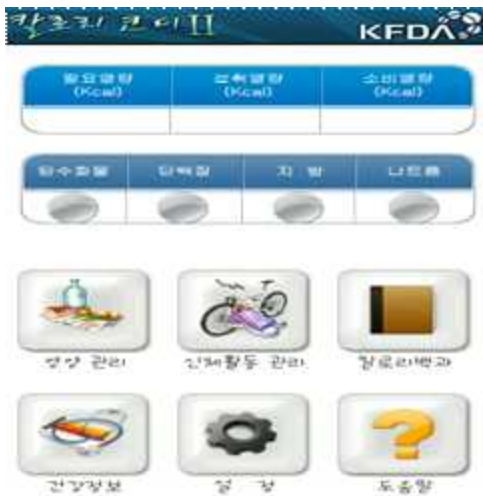 칼로리 코디II KFDA
필요열량 섭취열량 소비열량
(Kcal) (Kcal) (Kcal)
탄수화물 단백질 지 방 나트륨
영양 관리 신체활동 관리 칼로리백과
건강정보 설 정 도움말